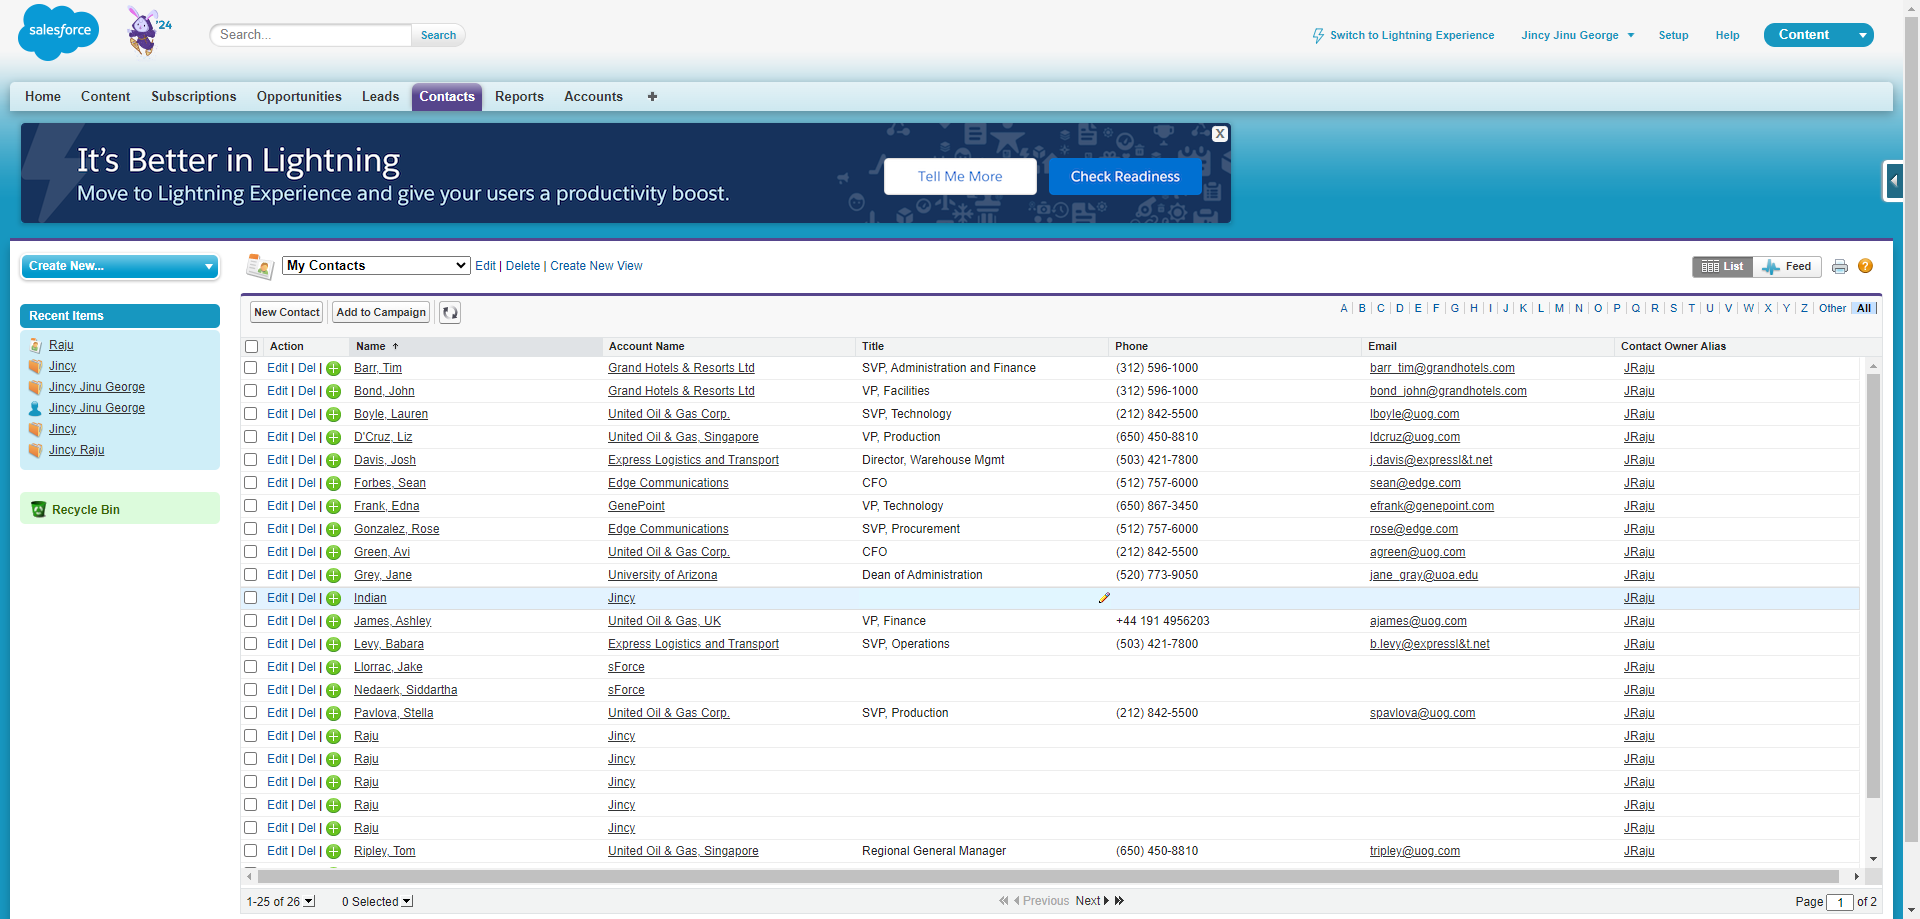 salesforce
'24
Search...
Search
Switch to Lightning Experience
Jincy Jinu George
Setup
Help
Content
Home Content Subscriptions Opportunities Leads Contacts Reports Accounts +
It's Better in Lightning
Move to Lightning Experience and give your users a productivity boost.
Tell Me More
Check Readiness
X
Create New...
Recent Items
Raju
Jincy
Jincy Jinu George
Jincy Jinu George
Jincy
Jincy Raju
Recycle Bin
My Contacts Edit | Delete | Create New View
List Feed ?
New Contact Add to Campaign
A | B | C | D | E | F | G | H | I | J | K | L | M | N | O | P | Q | R | S | T | U | V | W | X | Y | Z | Other | All
Action Name Account Name Title Phone Email Contact Owner Alias
Edit | Del | Barr, Tim Grand Hotels & Resorts Ltd SVP, Administration and Finance (312) 596-1000 barr_tim@grandhotels.com JRaju
Edit | Del | Bond, John Grand Hotels & Resorts Ltd VP, Facilities (312) 596-1000 bond_john@grandhotels.com JRaju
Edit | Del | Boyle, Lauren United Oil & Gas Corp. SVP, Technology (212) 842-5500 lboyle@uog.com JRaju
Edit | Del | D'Cruz, Liz United Oil & Gas, Singapore VP, Production (650) 450-8810 ldcruz@uog.com JRaju
Edit | Del | Davis, Josh Express Logistics and Transport Director, Warehouse Mgmt (503) 421-7800 j.davis@expressl&t.net JRaju
Edit | Del | Forbes, Sean Edge Communications CFO (512) 757-6000 sean@edge.com JRaju
Edit | Del | Frank, Edna GenePoint VP, Technology (650) 867-3450 efrank@genepoint.com JRaju
Edit | Del | Gonzalez, Rose Edge Communications SVP, Procurement (512) 757-6000 rose@edge.com JRaju
Edit | Del | Green, Avi United Oil & Gas Corp. CFO (212) 842-5500 agreen@uog.com JRaju
Edit | Del | Grey, Jane University of Arizona Dean of Administration (520) 773-9050 jane_gray@uoa.edu JRaju
Edit | Del | Indian Jincy JRaju
Edit | Del | James, Ashley United Oil & Gas, UK VP, Finance +44 191 4956203 ajames@uog.com JRaju
Edit | Del | Levy, Babara Express Logistics and Transport SVP, Operations (503) 421-7800 b.levy@expressl&t.net JRaju
Edit | Del | Llorrac, Jake sForce JRaju
Edit | Del | Nedaerk, Siddartha sForce JRaju
Edit | Del | Pavlova, Stella United Oil & Gas Corp. SVP, Production (212) 842-5500 spavlova@uog.com JRaju
Edit | Del | Raju Jincy JRaju
Edit | Del | Raju Jincy JRaju
Edit | Del | Raju Jincy JRaju
Edit | Del | Raju Jincy JRaju
Edit | Del | Raju Jincy JRaju
Edit | Del | Ripley, Tom United Oil & Gas, Singapore Regional General Manager (650) 450-8810 tripley@uog.com JRaju
1-25 of 26 0 Selected Previous Next Page 1 of 2